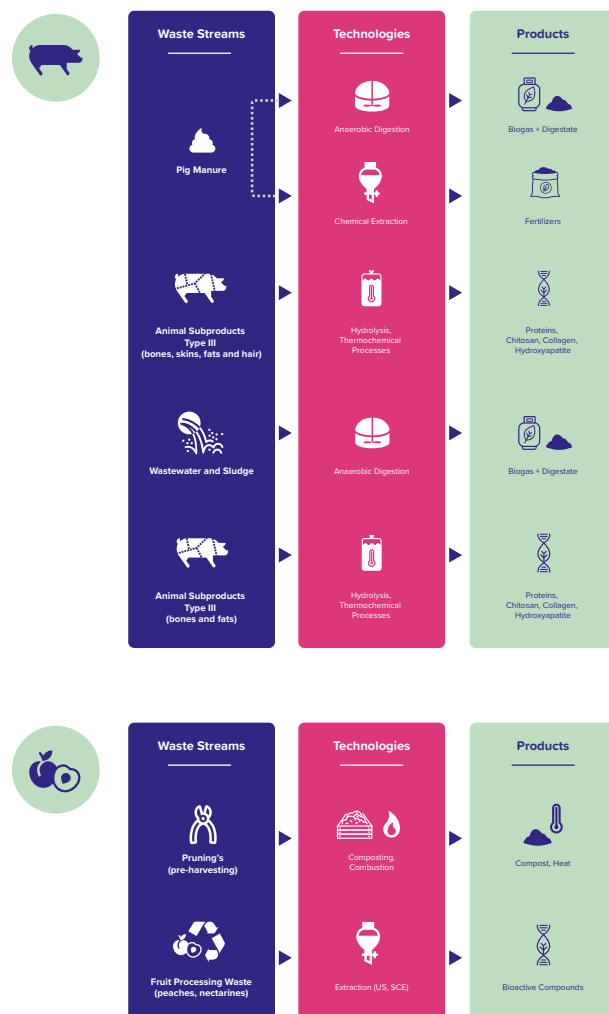 Waste Streams
Technologies
Products
Pig Manure
Anaerobic Digestion
Biogas + Digestate
Chemical Extraction
Fertilizers
Animal Subproducts
Type III
(bones, skins, fats and hair)
Hydrolysis,
Thermochemical
Processes
Proteins,
Chitosan, Collagen,
Hydroxyapatite
Wastewater and Sludge
Anaerobic Digestion
Biogas + Digestate
Animal Subproducts
Type III
(bones and fats)
Hydrolysis,
Thermochemical
Processes
Proteins,
Chitosan, Collagen,
Hydroxyapatite
Waste Streams
Technologies
Products
Pruning's
(pre-harvesting)
Composting,
Combustion
Compost, Heat
Fruit Processing Waste
(peaches, nectarines)
Extraction (US, SCE)
Bioactive Compounds